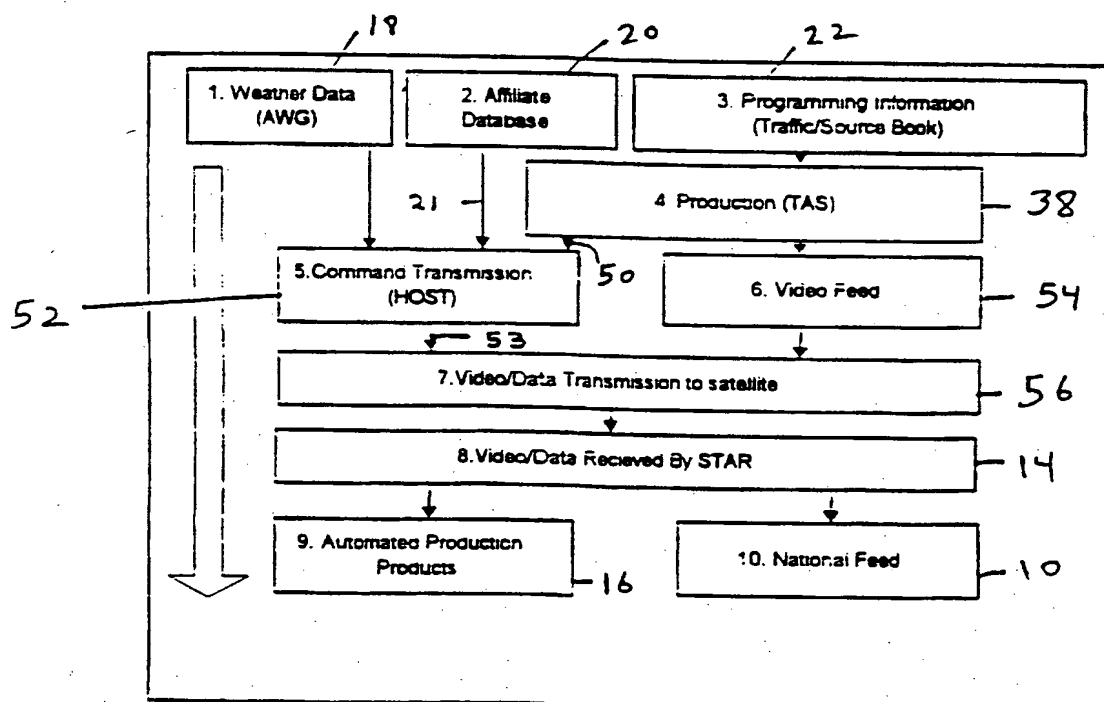 18
20
22
1. Weather Data
(AWG)
2. Affiliate
Database
3. Programming Information
(Traffic/Source Book)
21
4 Production (TAS)
38
50
5.Command Transmission
(HOST)
52
6. Video Feed
54
53
7.Video/Data Transmission to satellite
56
8.Video/Data Recieved By STAR
14
9. Automated Production
Products
16
10. National Feed
10